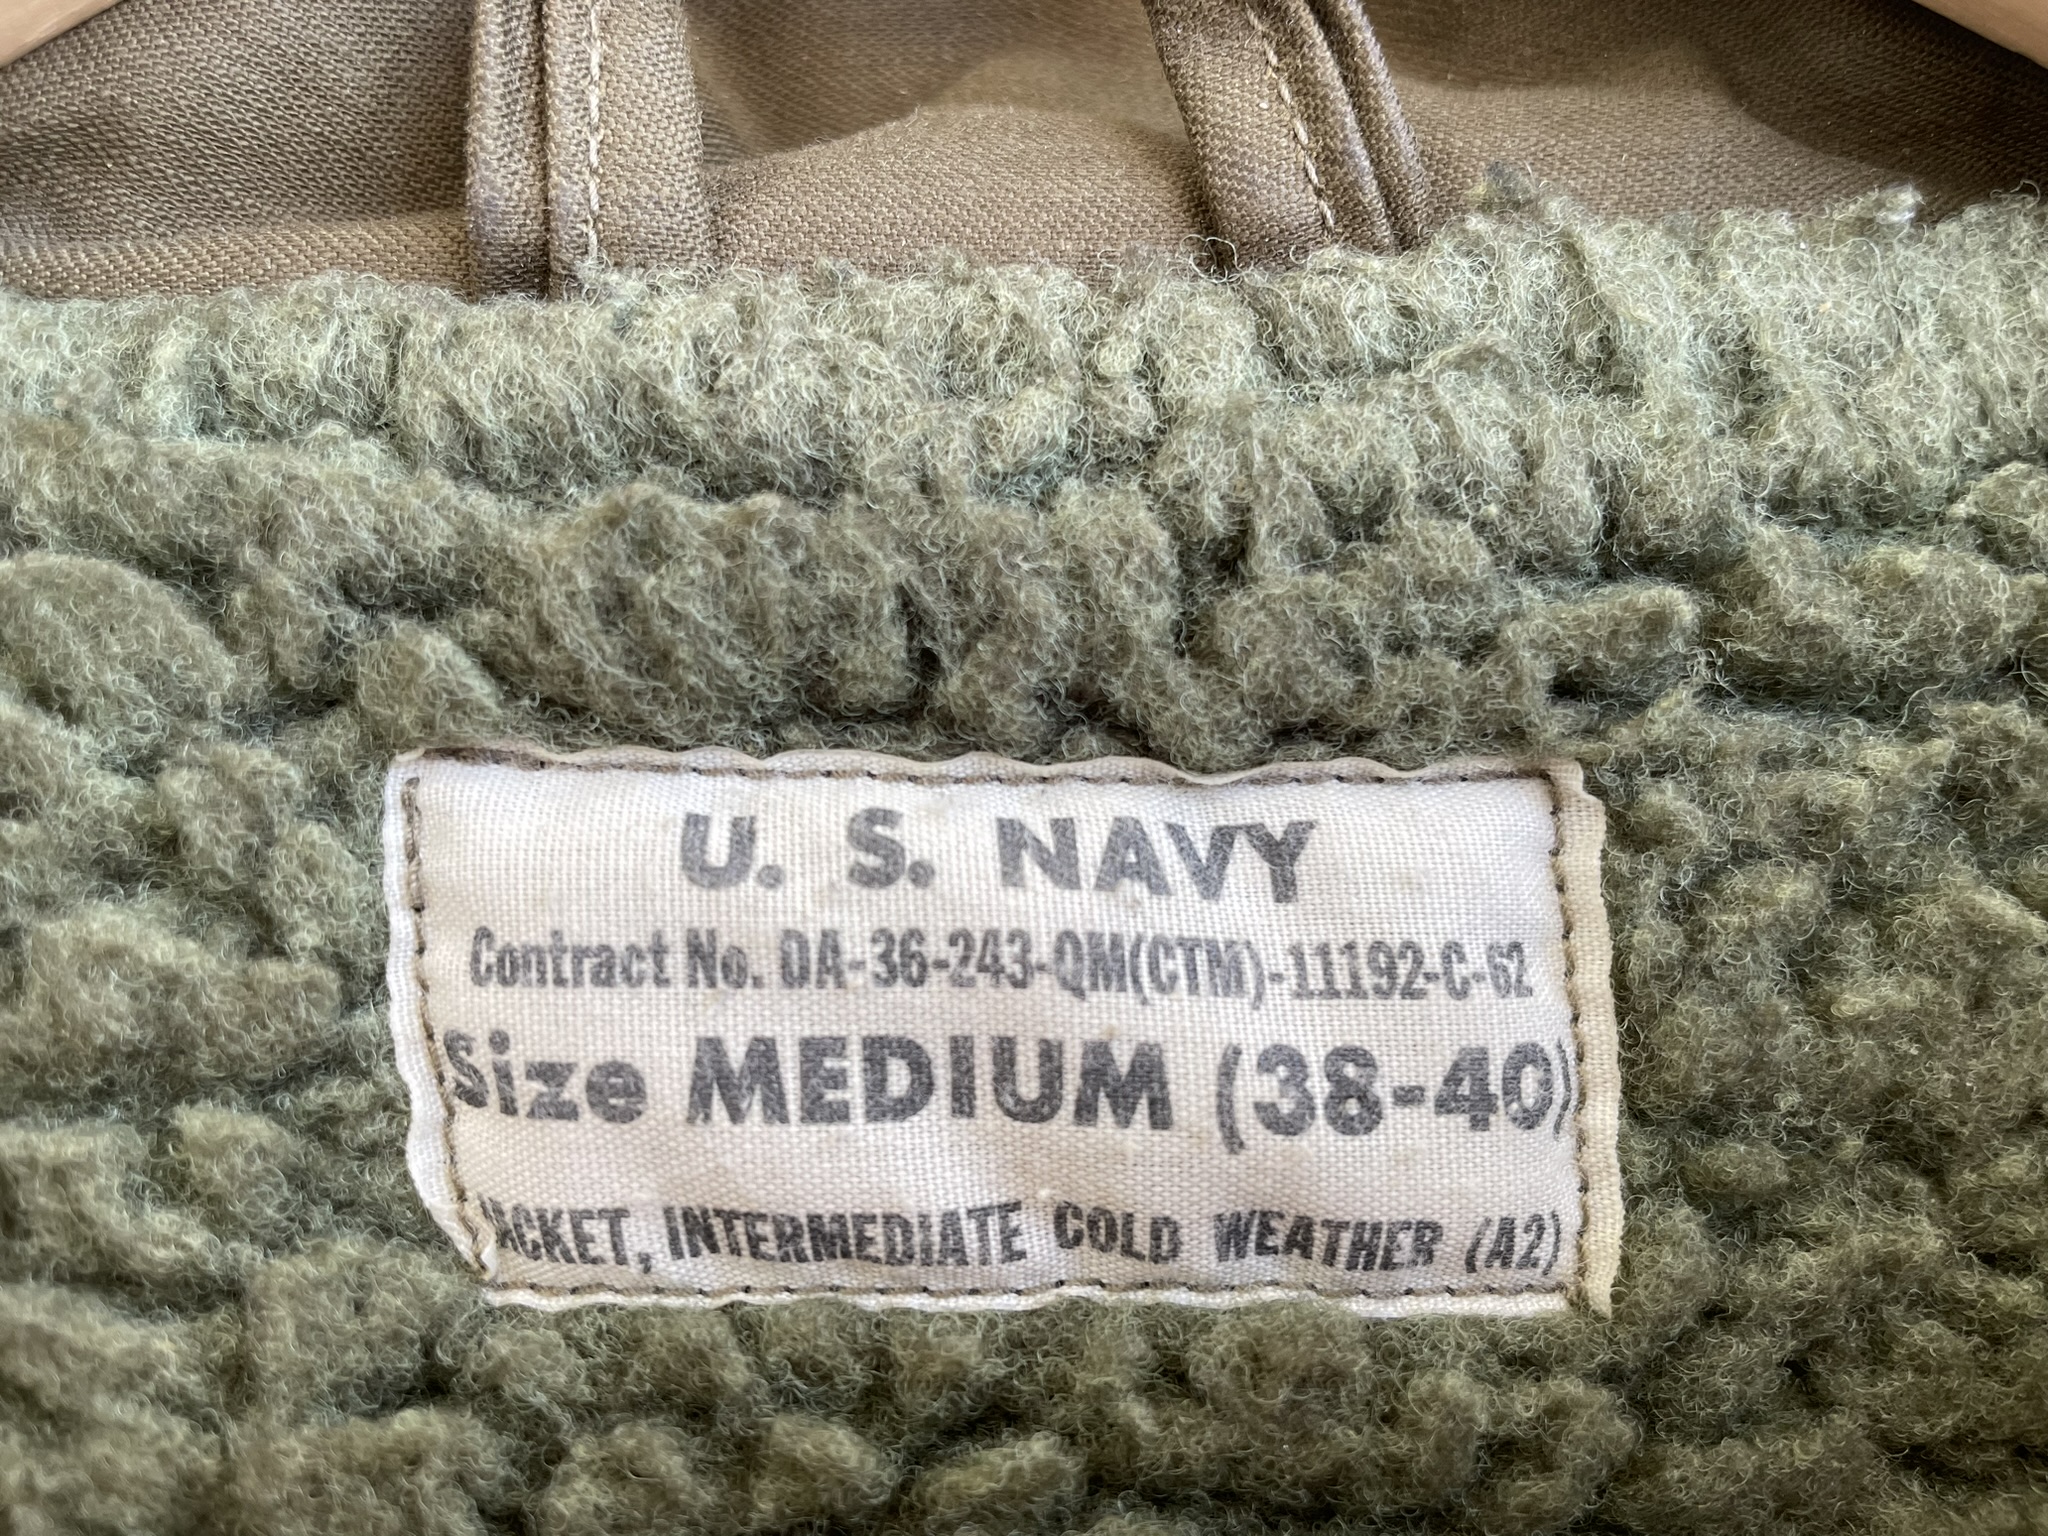 U. S. NAVY
Contract No. DA-36-243-QM(CTM)-11192-C-62
Size MEDIUM (38-40)
JACKET, INTERMEDIATE COLD WEATHER (A2)